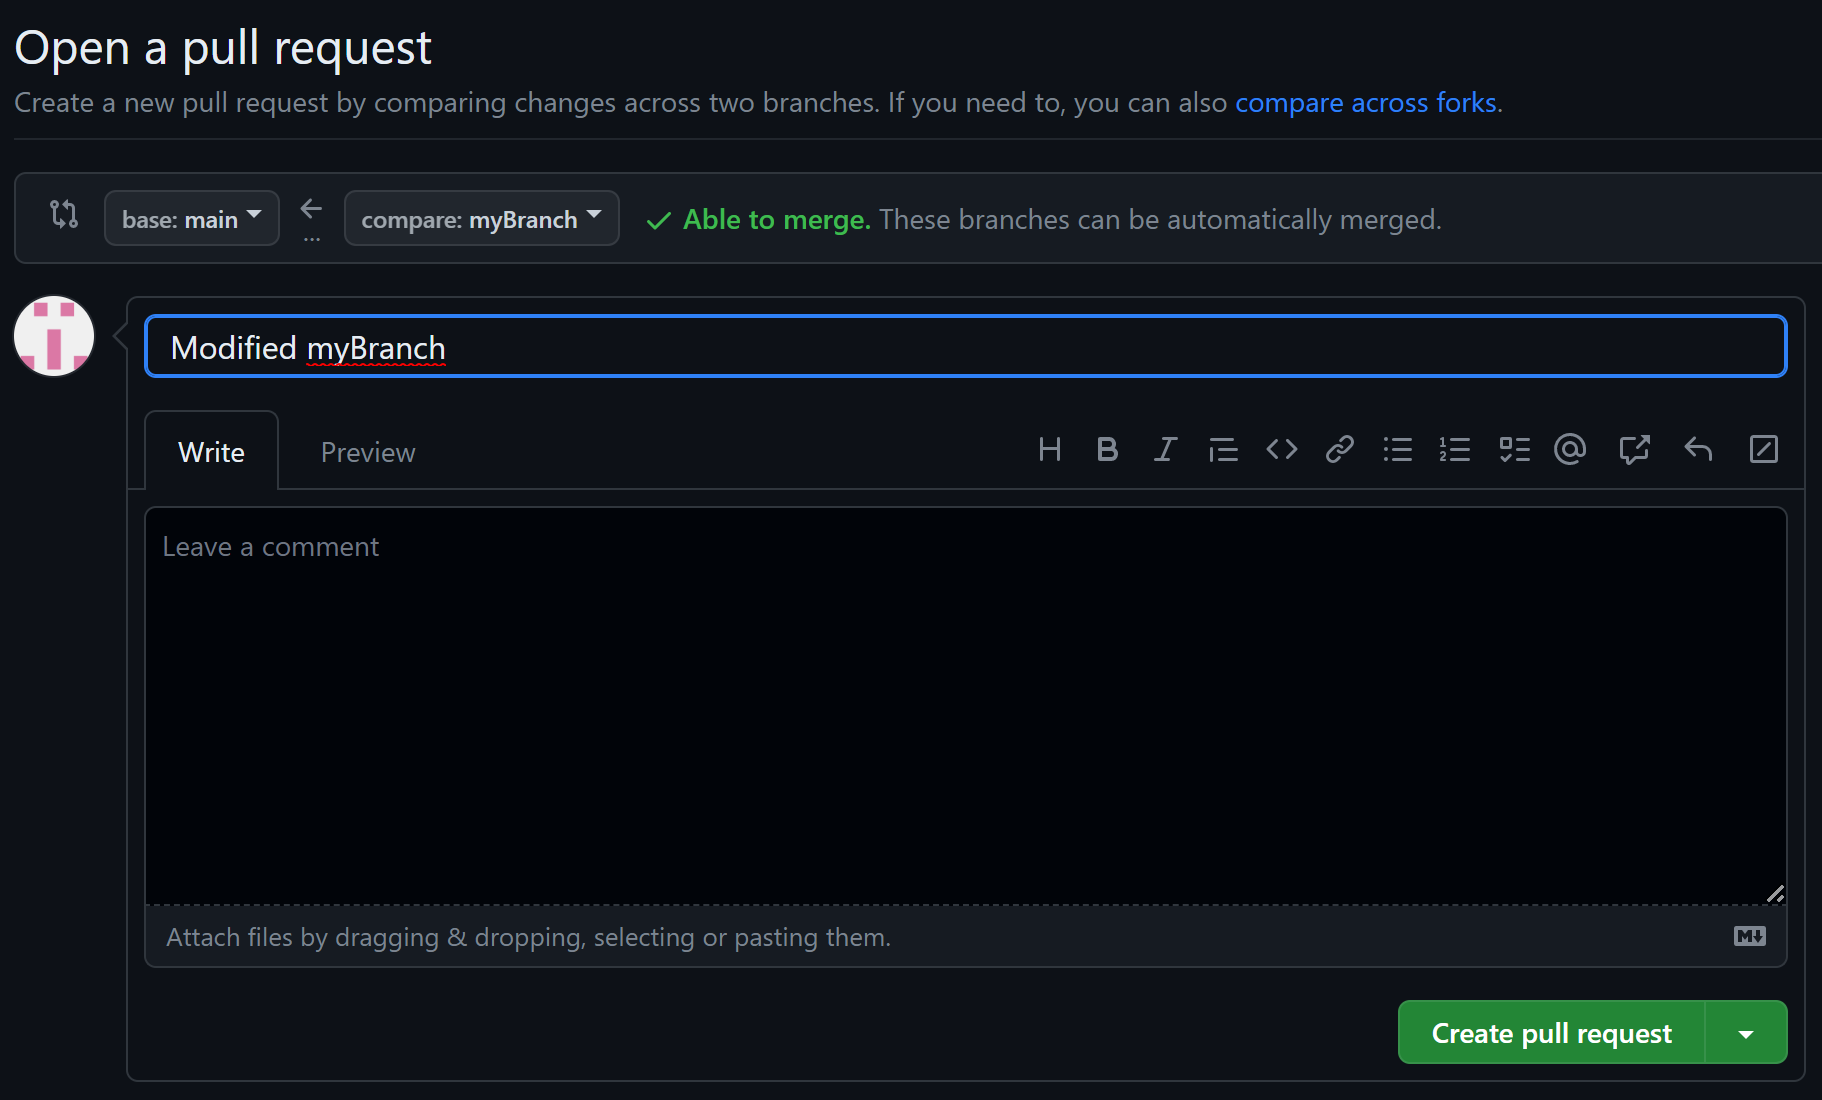 Open a pull request
Create a new pull request by comparing changes across two branches. If you need to, you can also compare across forks.
base: main
compare: myBranch
Able to merge. These branches can be automatically merged.
Modified myBranch
Write
Preview
Leave a comment
Attach files by dragging & dropping, selecting or pasting them.
Create pull request